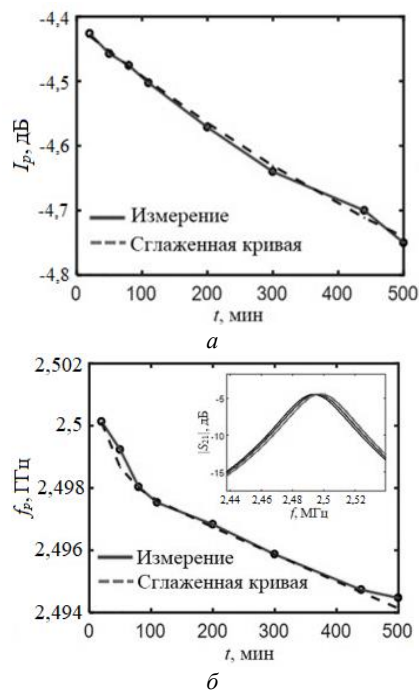 -4,4
-4,5
-4,6
-4,7
-4,8
I_p, дБ
Измерение
Сглаженная кривая
0 100 200 300 400 500
t, мин
а
2,502
2,5
2,498
2,496
2,494
f_p, ГГц
-5
-10
-15
|S_21|, дБ
2,44 2,46 2,48 2,5 2,52
f, МГц
Измерение
Сглаженная кривая
0 100 200 300 400 500
t, мин
б